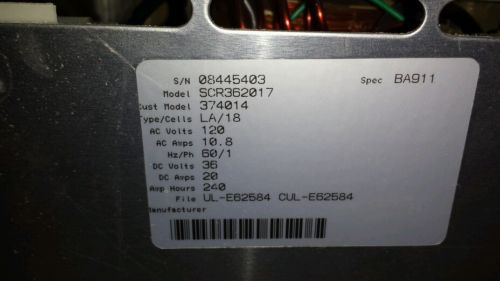 S/N 08445403 Spec BA911
Model SCR362017
Cust Model 374014
Type/Cells LA/18
AC Volts 120
AC Amps 10.8
Hz/Ph 60/1
DC Volts 36
DC Amps 20
Amp Hours 240
File UL-E62584 CUL-E62584
Manufacturer